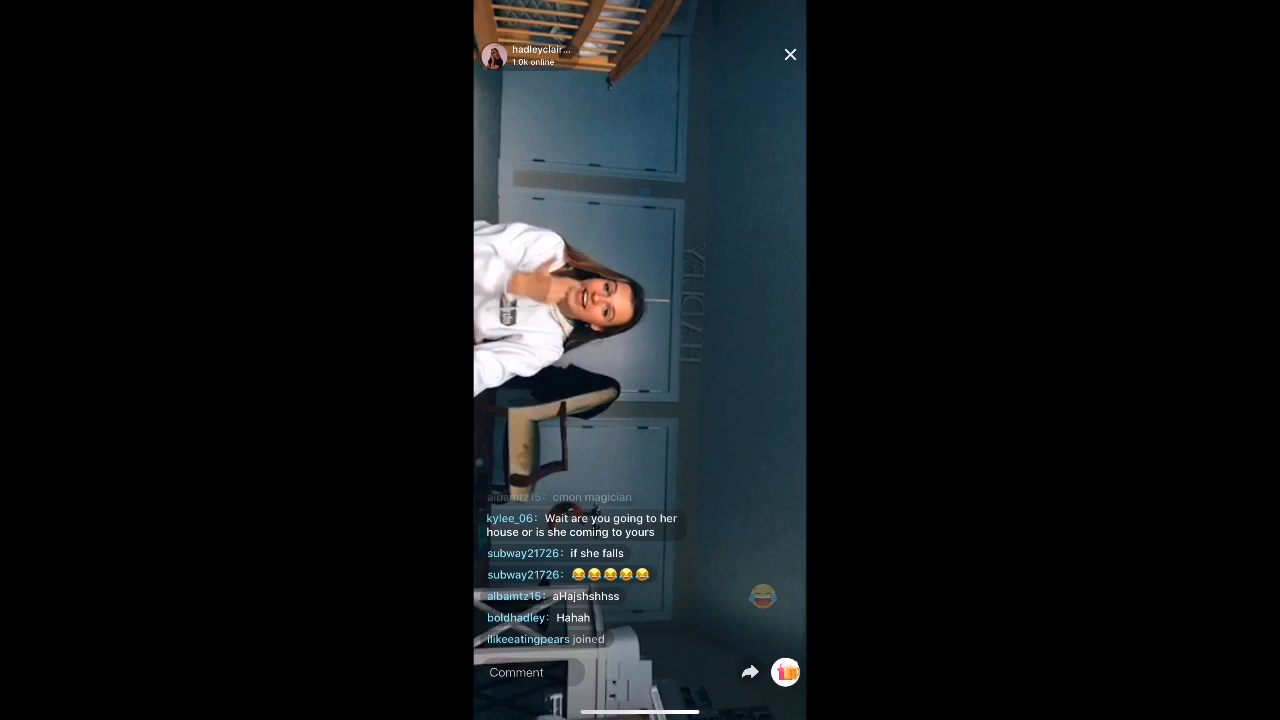 hadleyclair...
1.0k online
HADLEY
albamtz15: cmon magician
kylee_06: Wait are you going to her
house or is she coming to yours
subway21726: if she falls
subway21726: 😂😂😂😂😂
albamtz15: aHajshshhss
boldhadley: Hahah
ilikeeatingpears joined
Comment